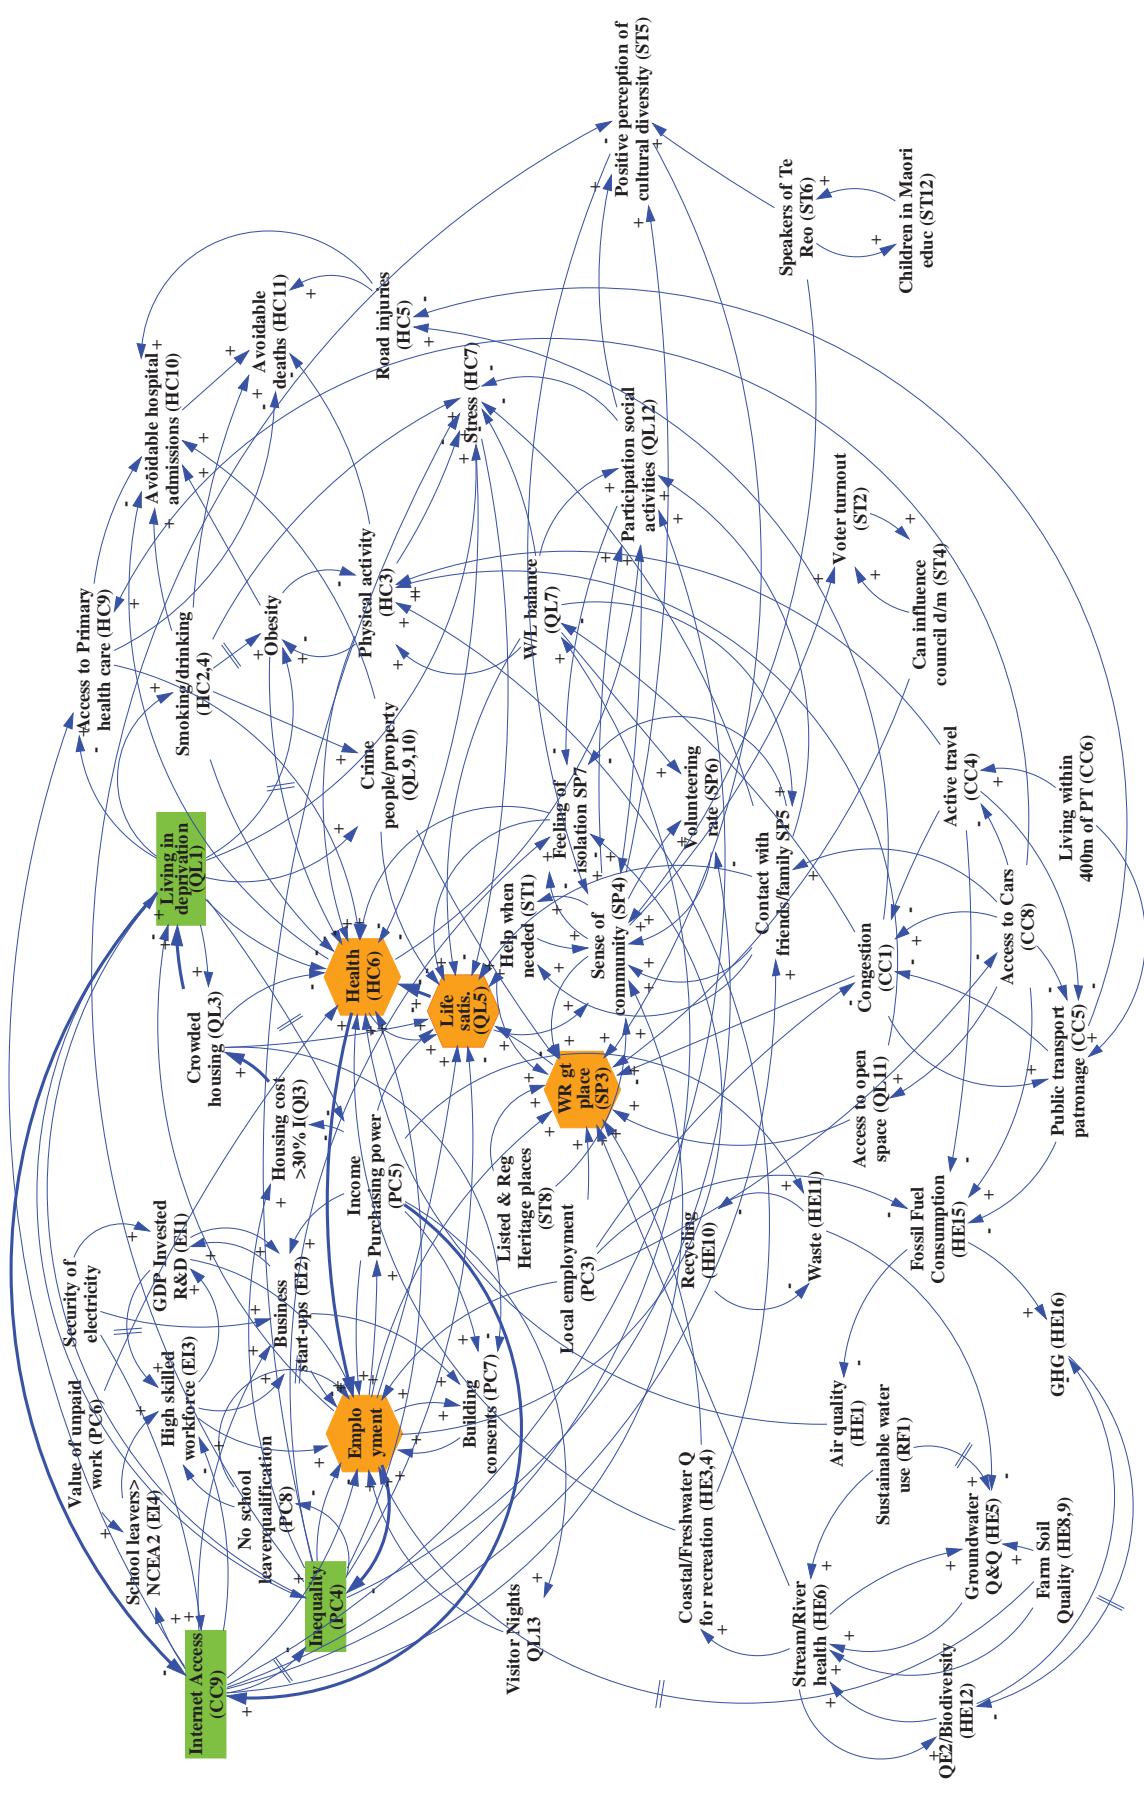 Positive perception of
cultural diversity (ST5)
Speakers of Te
Reo (ST6)
Children in Maori
educ (ST12)
Avoidable hospital
admissions (HC10)
Avoidable
deaths (HC11)
Road injuries
(HC5)
Stress (HC7)
Participation social
activities (QL12)
Voter turnout
(ST2)
Can influence
council d/m (ST4)
Access to Primary
health care (HC9)
Smoking/drinking
(HC2,4)
Obesity
Physical activity
(HC3)
W/L balance
(QL7)
Crime
people/property
(QL9,10)
Feeling of
isolation SP7
Volunteering
rate (SP6)
Contact with
friends/family SP5
Active travel
(CC4)
Living within
400m of PT (CC6)
Living in
deprivation
(QL1)
Health
(HC6)
Life
satis.
(QL5)
Help when
needed (ST1)
Sense of
community (SP4)
Congestion
(CC1)
Access to Cars
(CC8)
Crowded
housing (QL3)
WR gt
place
(SP3)
Access to open
space (QL11)
Public transport
patronage (CC5)
Housing cost
>30% I(Ql3)
Income
Purchasing power
(PC5)
Listed & Reg
Heritage places
(ST8)
Local employment
(PC3)
Recycling
(HE10)
Waste (HE11)
Fossil Fuel
Consumption
(HE15)
GHG (HE16)
Security of
electricity
GDP Invested
R&D (EI1)
Business
start-ups (EI2)
Value of unpaid
work (PC6)
High skilled
workforce (EI3)
Emplo
yment
Building
consents (PC7)
School leavers>
NCEA2 (EI4)
No school
leaverqualification
(PC8)
Internet Access
(CC9)
Inequality
(PC4)
Visitor Nights
QL13
Coastal/Freshwater Q
for recreation (HE3,4)
Air quality
(HE1)
Sustainable water
use (RF1)
Stream/River
health (HE6)
Groundwater
Q&Q (HE5)
Farm Soil
Quality (HE8,9)
QE2/Biodiversity
(HE12)